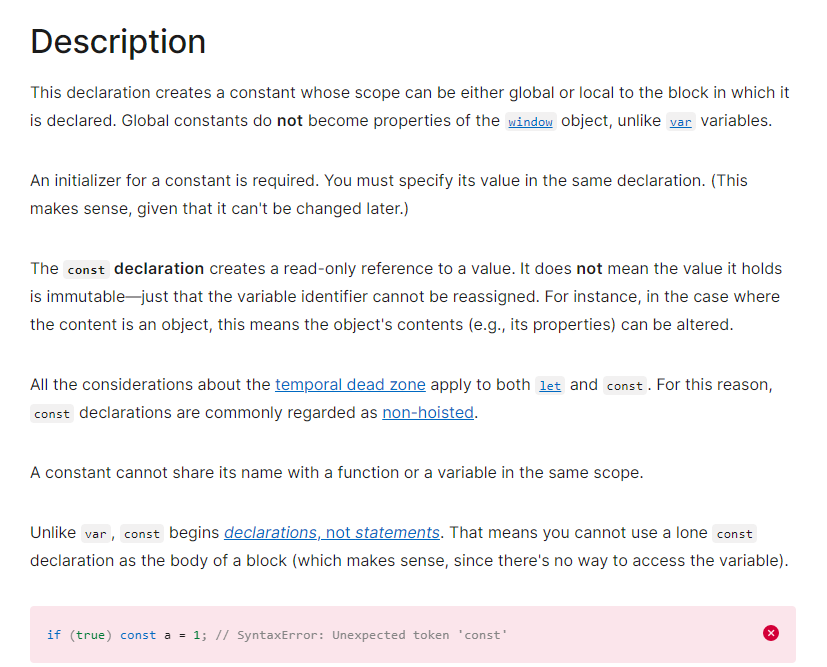 Description
This declaration creates a constant whose scope can be either global or local to the block in which it
is declared. Global constants do not become properties of the window object, unlike var variables.
An initializer for a constant is required. You must specify its value in the same declaration. (This
makes sense, given that it can't be changed later.)
The const declaration creates a read-only reference to a value. It does not mean the value it holds
is immutable—just that the variable identifier cannot be reassigned. For instance, in the case where
the content is an object, this means the object's contents (e.g., its properties) can be altered.
All the considerations about the temporal dead zone apply to both let and const. For this reason,
const declarations are commonly regarded as non-hoisted.
A constant cannot share its name with a function or a variable in the same scope.
Unlike var, const begins declarations, not statements. That means you cannot use a lone const
declaration as the body of a block (which makes sense, since there's no way to access the variable).
if (true) const a = 1; // SyntaxError: Unexpected token 'const'